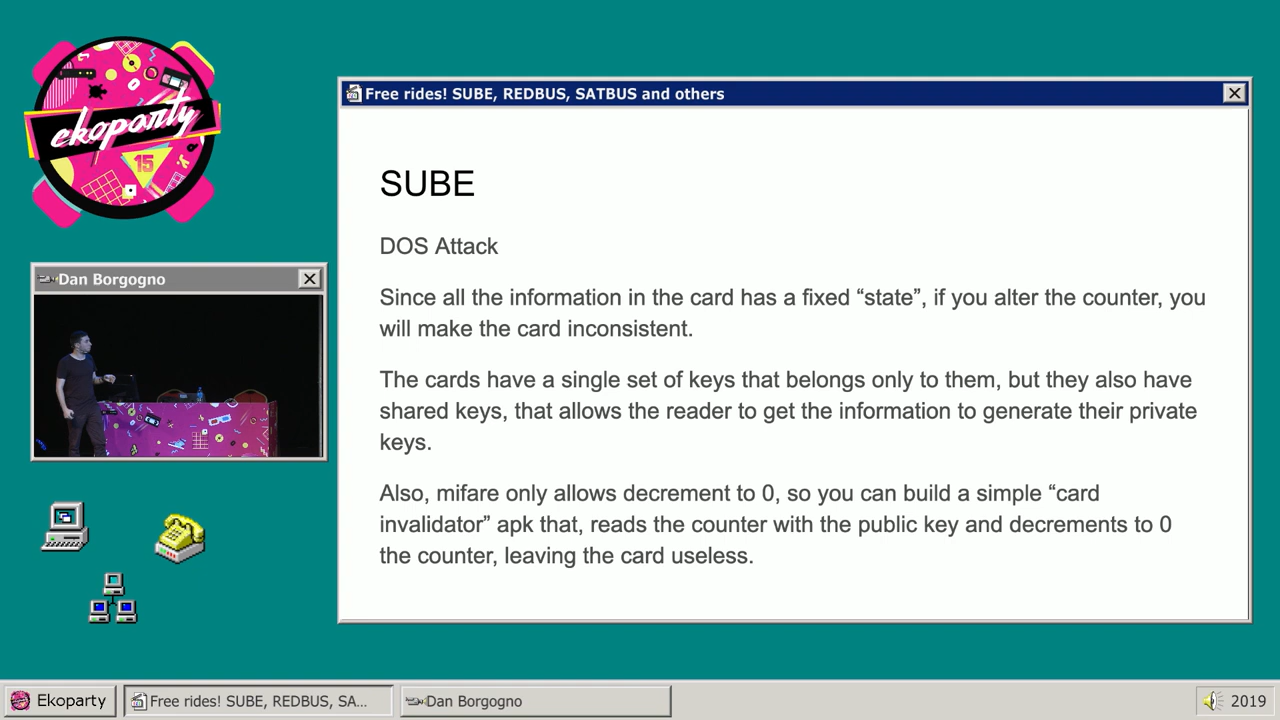 ekoparty
15
Free rides! SUBE, REDBUS, SATBUS and others
SUBE
DOS Attack
Since all the information in the card has a fixed “state”, if you alter the counter, you
will make the card inconsistent.
The cards have a single set of keys that belongs only to them, but they also have
shared keys, that allows the reader to get the information to generate their private
keys.
Also, mifare only allows decrement to 0, so you can build a simple “card
invalidator” apk that, reads the counter with the public key and decrements to 0
the counter, leaving the card useless.
Dan Borgogno
Ekoparty
Free rides! SUBE, REDBUS, SA...
Dan Borgogno
2019